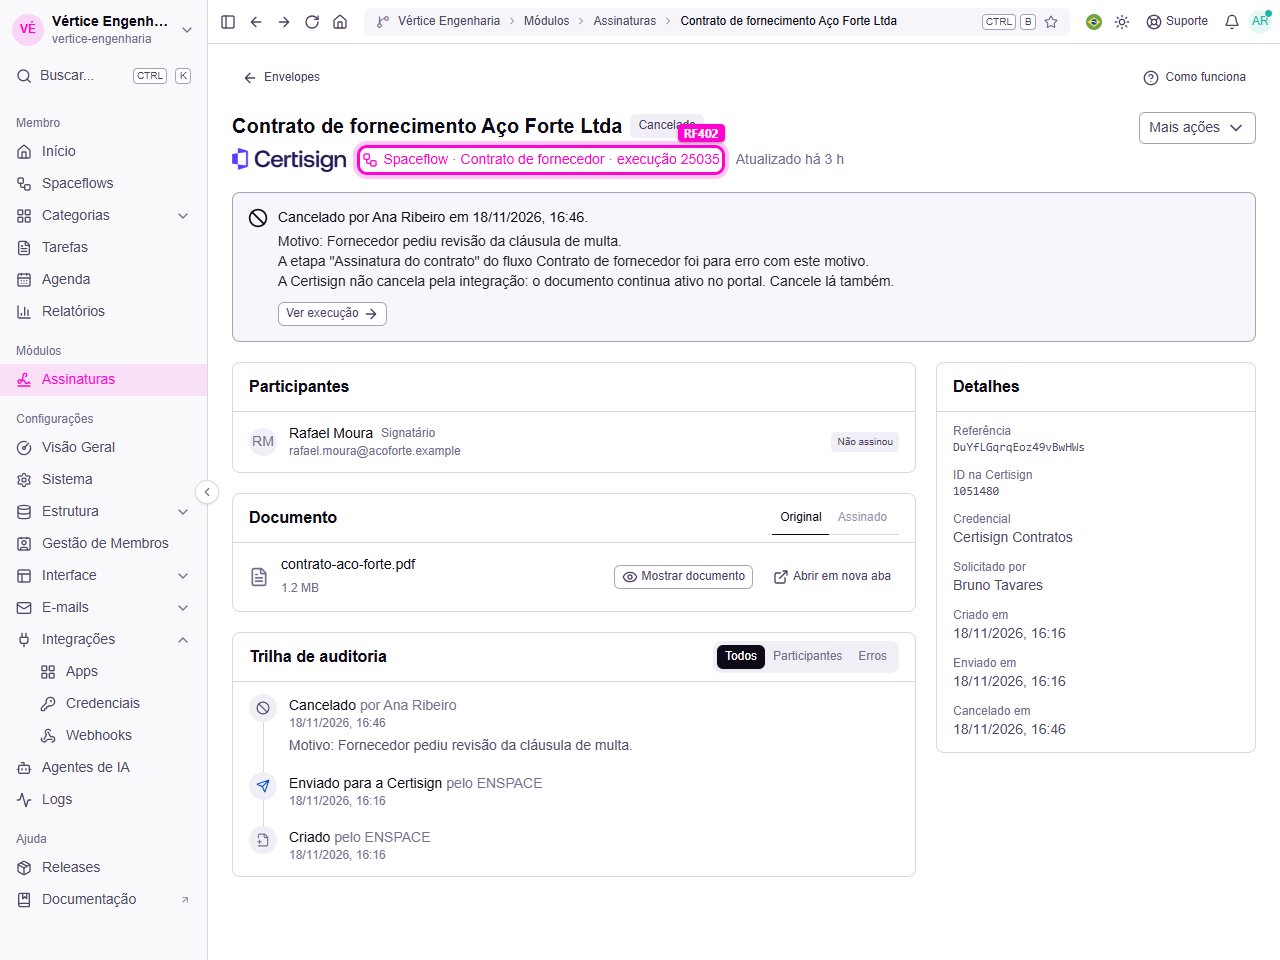 VÉ
Vértice Engenh...
vertice-engenharia
Buscar...
CTRL
K
Membro
Início
Spaceflows
Categorias
Tarefas
Agenda
Relatórios
Módulos
Assinaturas
Configurações
Visão Geral
Sistema
Estrutura
Gestão de Membros
Interface
E-mails
Integrações
Apps
Credenciais
Webhooks
Agentes de IA
Logs
Ajuda
Releases
Documentação
Vértice Engenharia
Módulos
Assinaturas
Contrato de fornecimento Aço Forte Ltda
CTRL
B
Suporte
AR
Envelopes
Como funciona
Contrato de fornecimento Aço Forte Ltda
Cancelado
RF402
Mais ações
Certisign
Spaceflow · Contrato de fornecedor · execução 25035
Atualizado há 3 h
Cancelado por Ana Ribeiro em 18/11/2026, 16:46.
Motivo: Fornecedor pediu revisão da cláusula de multa.
A etapa "Assinatura do contrato" do fluxo Contrato de fornecedor foi para erro com este motivo.
A Certisign não cancela pela integração: o documento continua ativo no portal. Cancele lá também.
Ver execução
Participantes
RM
Rafael Moura Signatário
rafael.moura@acoforte.example
Não assinou
Documento
Original
Assinado
contrato-aco-forte.pdf
1.2 MB
Mostrar documento
Abrir em nova aba
Trilha de auditoria
Todos
Participantes
Erros
Cancelado por Ana Ribeiro
18/11/2026, 16:46
Motivo: Fornecedor pediu revisão da cláusula de multa.
Enviado para a Certisign pelo ENSPACE
18/11/2026, 16:16
Criado pelo ENSPACE
18/11/2026, 16:16
Detalhes
Referência
DuYfLGqrqEoz49vBwHWs
ID na Certisign
1051480
Credencial
Certisign Contratos
Solicitado por
Bruno Tavares
Criado em
18/11/2026, 16:16
Enviado em
18/11/2026, 16:16
Cancelado em
18/11/2026, 16:46